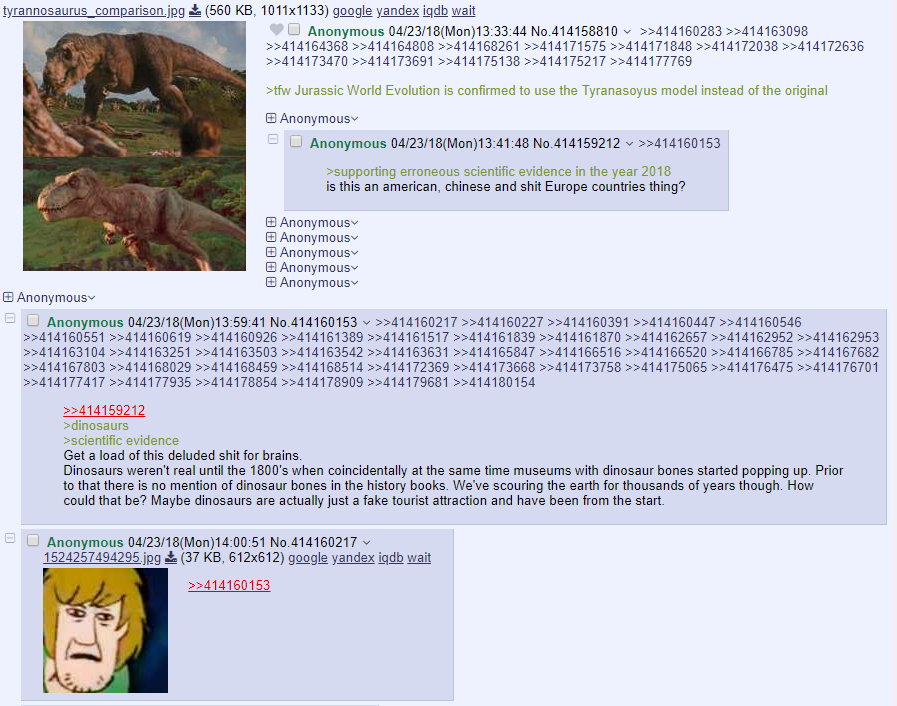 tyrannosaurus_comparison.jpg (560 KB, 1011x1133) google yandex iqdb wait
Anonymous 04/23/18(Mon)13:33:44 No.414158810 >>414160283 >>414163098
>>414164368 >>414164808 >>414168261 >>414171575 >>414171848 >>414172038 >>414172636
>>414173470 >>414173691 >>414175138 >>414175217 >>414177769
>tfw Jurassic World Evolution is confirmed to use the Tyranasoyus model instead of the original
Anonymous
Anonymous 04/23/18(Mon)13:41:48 No.414159212 >>414160153
>supporting erroneous scientific evidence in the year 2018
is this an american, chinese and shit Europe countries thing?
Anonymous
Anonymous
Anonymous
Anonymous
Anonymous
Anonymous
Anonymous 04/23/18(Mon)13:59:41 No.414160153 >>414160217 >>414160227 >>414160391 >>414160447 >>414160546
>>414160551 >>414160619 >>414160926 >>414161389 >>414161517 >>414161839 >>414161870 >>414162657 >>414162952 >>414162953
>>414163104 >>414163251 >>414163503 >>414163542 >>414163631 >>414165847 >>414166516 >>414166520 >>414166785 >>414167682
>>414167803 >>414168029 >>414168459 >>414168514 >>414172369 >>414173668 >>414173758 >>414175065 >>414176475 >>414176701
>>414177417 >>414177935 >>414178854 >>414178909 >>414179681 >>414180154
>>414159212
>dinosaurs
>scientific evidence
Get a load of this deluded shit for brains.
Dinosaurs weren't real until the 1800's when coincidentally at the same time museums with dinosaur bones started popping up. Prior
to that there is no mention of dinosaur bones in the history books. We've scouring the earth for thousands of years though. How
could that be? Maybe dinosaurs are actually just a fake tourist attraction and have been from the start.
Anonymous 04/23/18(Mon)14:00:51 No.414160217
1524257494295.jpg (37 KB, 612x612) google yandex iqdb wait
>>414160153